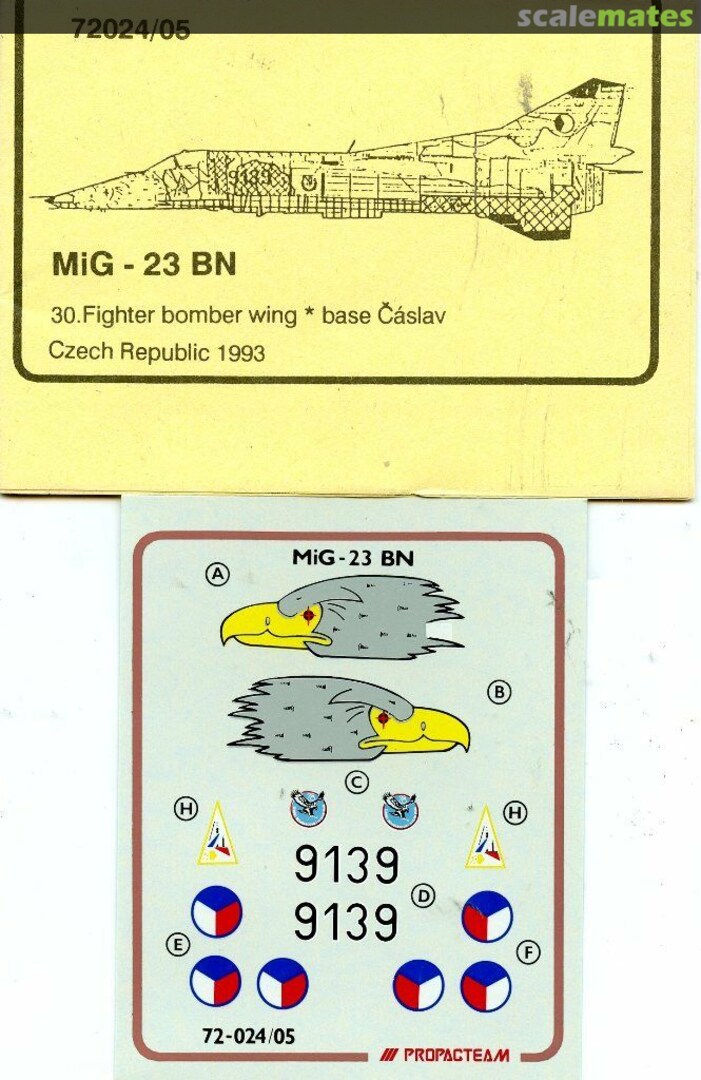 scalemates
72024/05
9139
MiG - 23 BN
30.Fighter bomber wing * base Čáslav
Czech Republic 1993
MiG-23 BN
A
B
C
H H
9139
D
9139
E F
72-024/05
PROPAGTEAM